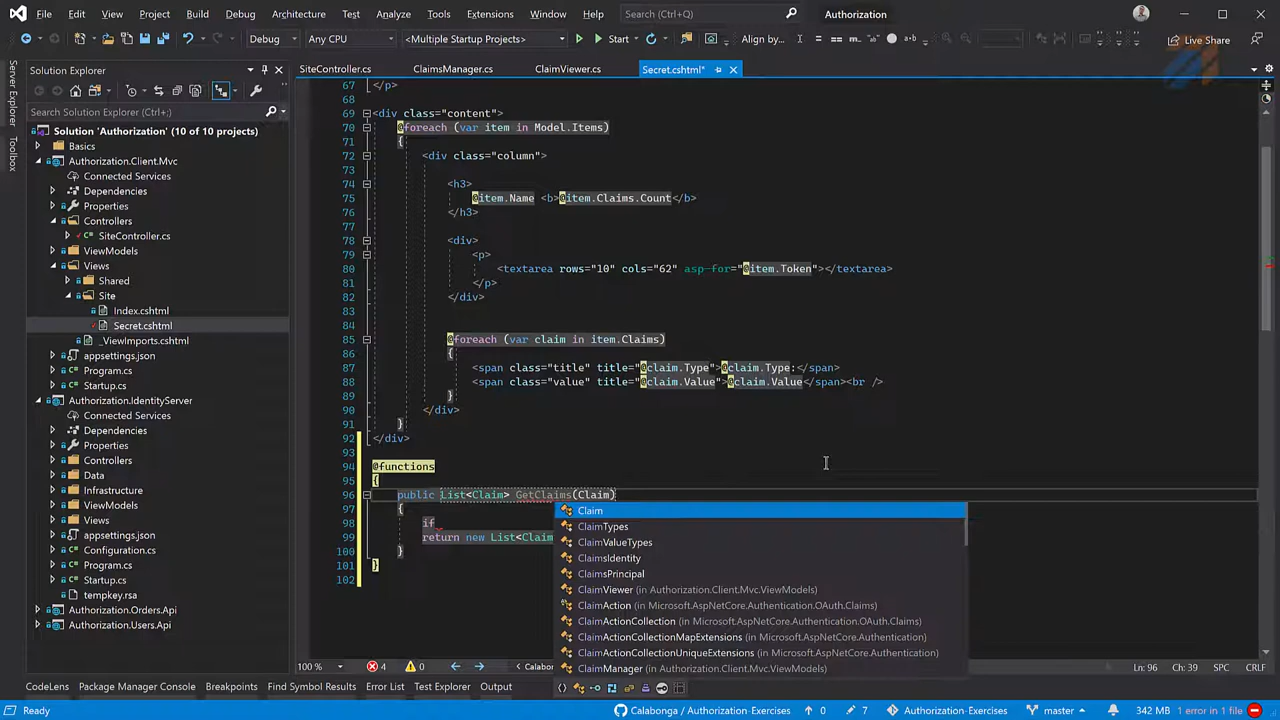 File Edit View Git Project Build Debug Architecture Test Analyze Tools Extensions Window Help Search (Ctrl+Q) Authorization
Debug Any CPU <Multiple Startup Projects> Start Align by... Live Share
Server Explorer
Toolbox
Solution Explorer
Search Solution Explorer (Ctrl+;)
Solution 'Authorization' (10 of 10 projects)
Basics
Authorization.Client.Mvc
Connected Services
Dependencies
Properties
Controllers
SiteController.cs
ViewModels
Views
Shared
Site
Index.cshtml
Secret.cshtml
_ViewImports.cshtml
appsettings.json
Program.cs
Startup.cs
Authorization.IdentityServer
Connected Services
Dependencies
Properties
Controllers
Data
Infrastructure
ViewModels
Views
appsettings.json
Configuration.cs
Program.cs
Startup.cs
tempkey.rsa
Authorization.Orders.Api
Authorization.Users.Api
SiteController.cs ClaimsManager.cs ClaimViewer.cs Secret.cshtml*
67 </p>
68
69 <div class="content">
70 @foreach (var item in Model.Items)
71 {
72 <div class="column">
73
74 <h3>
75 @item.Name <b>@item.Claims.Count</b>
76 </h3>
77
78 <div>
79 <p>
80 <textarea rows="10" cols="62" asp-for="@item.Token"></textarea>
81 </p>
82 </div>
83
84
85 @foreach (var claim in item.Claims)
86 {
87 <span class="title" title="@claim.Type">@claim.Type:</span>
88 <span class="value" title="@claim.Value">@claim.Value</span><br />
89 }
90 </div>
91 }
92 </div>
93
94 @functions
95 {
96 public List<Claim> GetClaims(Claim)
97 {
98 if
99 return new List<Claim
100 }
101 }
102
Claim
ClaimTypes
ClaimValueTypes
ClaimsIdentity
ClaimsPrincipal
ClaimViewer (in Authorization.Client.Mvc.ViewModels)
ClaimAction (in Microsoft.AspNetCore.Authentication.OAuth.Claims)
ClaimActionCollection (in Microsoft.AspNetCore.Authentication.OAuth.Claims)
ClaimActionCollectionMapExtensions (in Microsoft.AspNetCore.Authentication)
ClaimActionCollectionUniqueExtensions (in Microsoft.AspNetCore.Authentication)
ClaimManager (in Authorization.Client.Mvc.ViewModels)
100 % 4 0 Calabon Ln: 96 Ch: 39 SPC CRLF
CodeLens Package Manager Console Breakpoints Find Symbol Results Error List Test Explorer Output
Ready Calabonga / Authorization-Exercises 0 7 Authorization-Exercises master 342 MB 1 error in 1 file